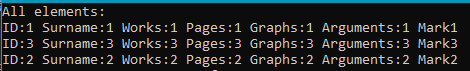 All elements:
ID:1 Surname:1 Works:1 Pages:1 Graphs:1 Arguments:1 Mark1
ID:3 Surname:3 Works:3 Pages:3 Graphs:3 Arguments:3 Mark3
ID:2 Surname:2 Works:2 Pages:2 Graphs:2 Arguments:2 Mark2